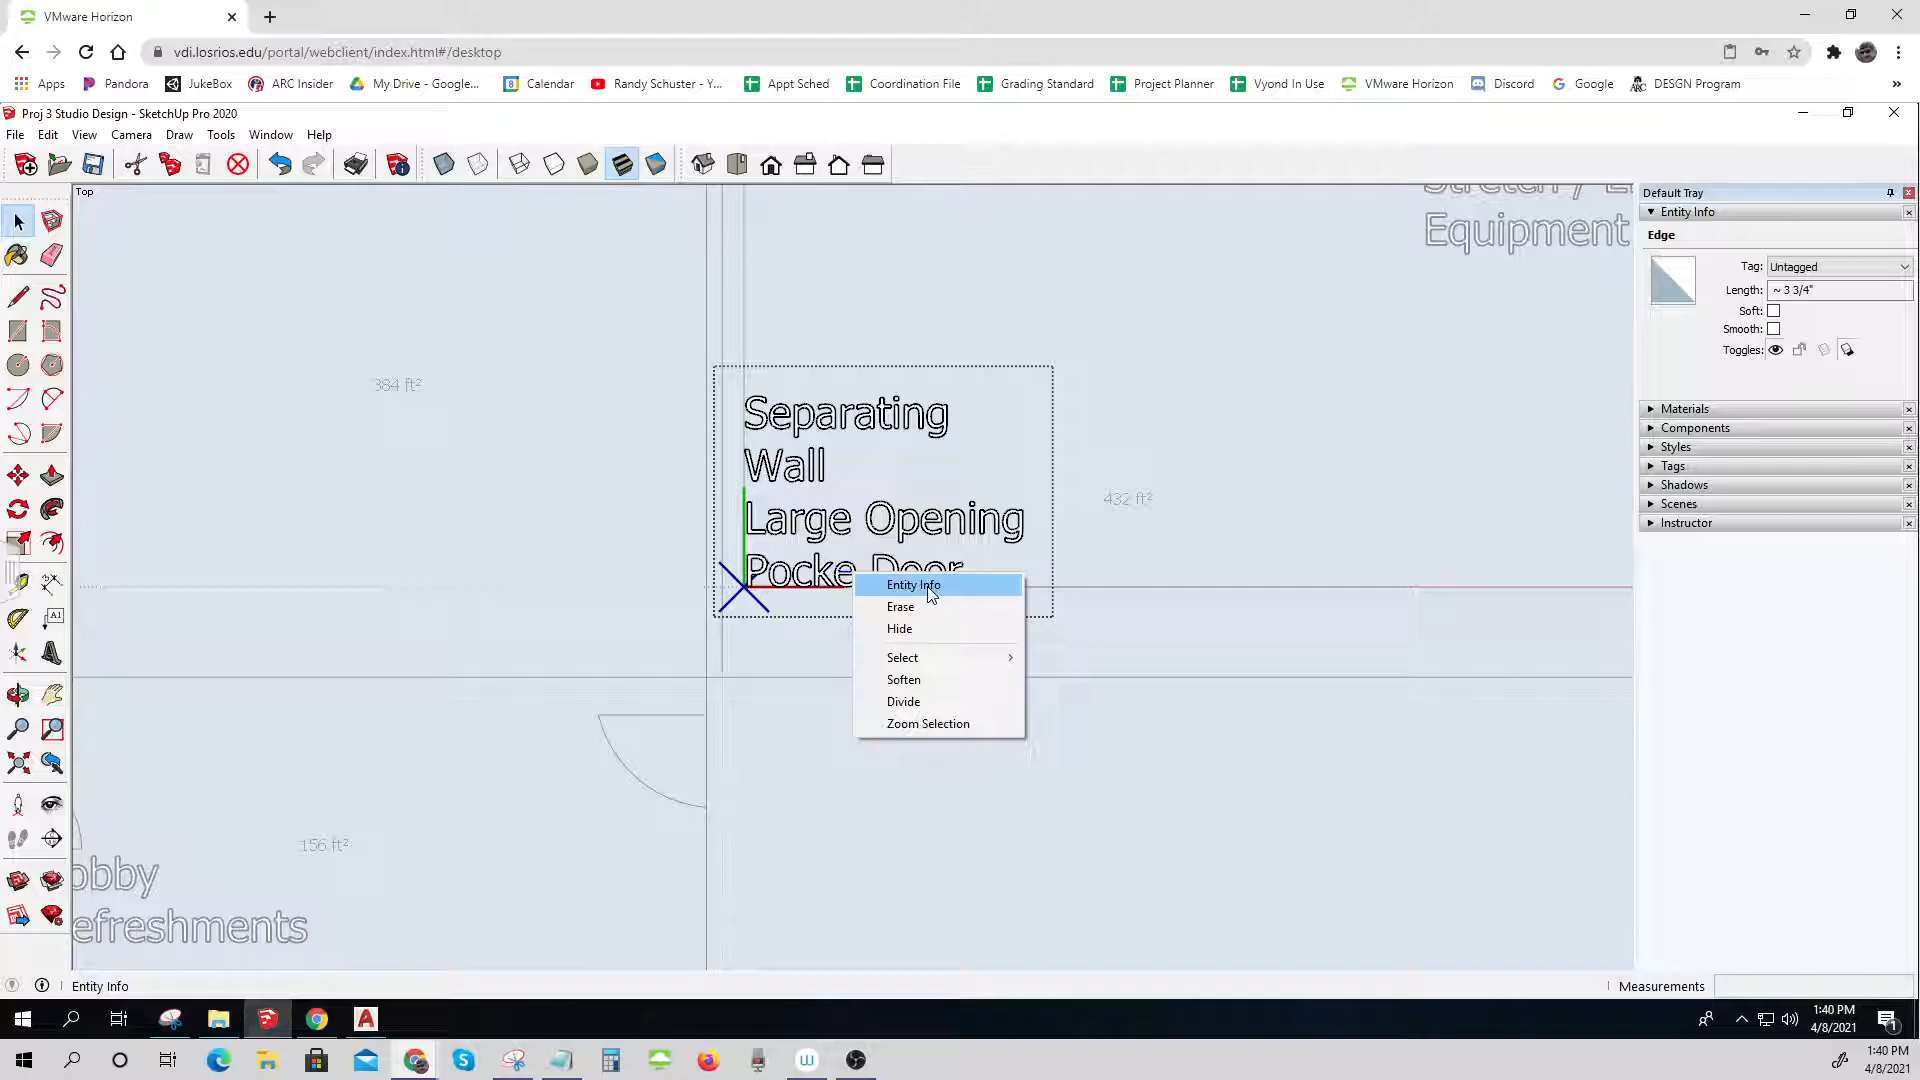 VMware Horizon
vdi.losrios.edu/portal/webclient/index.html#/desktop
Apps
Pandora
JukeBox
ARC Insider
My Drive - Google...
Calendar
Randy Schuster - Y...
Appt Sched
Coordination File
Grading Standard
Project Planner
Vyond In Use
VMware Horizon
Discord
Google
DESGN Program
Proj 3 Studio Design - SketchUp Pro 2020
File Edit View Camera Draw Tools Window Help
Top
Default Tray
Entity Info
Edge
Tag: Untagged
Length: ~ 3 3/4"
Soft:
Smooth:
Toggles:
Materials
Components
Styles
Tags
Shadows
Scenes
Instructor
Equipment
384 ft²
Separating
Wall
Large Opening
Pocke Door
432 ft²
Entity Info
Erase
Hide
Select
Soften
Divide
Zoom Selection
156 ft²
obby
efreshments
Entity Info
Measurements
1:40 PM
4/8/2021
1:40 PM
4/8/2021